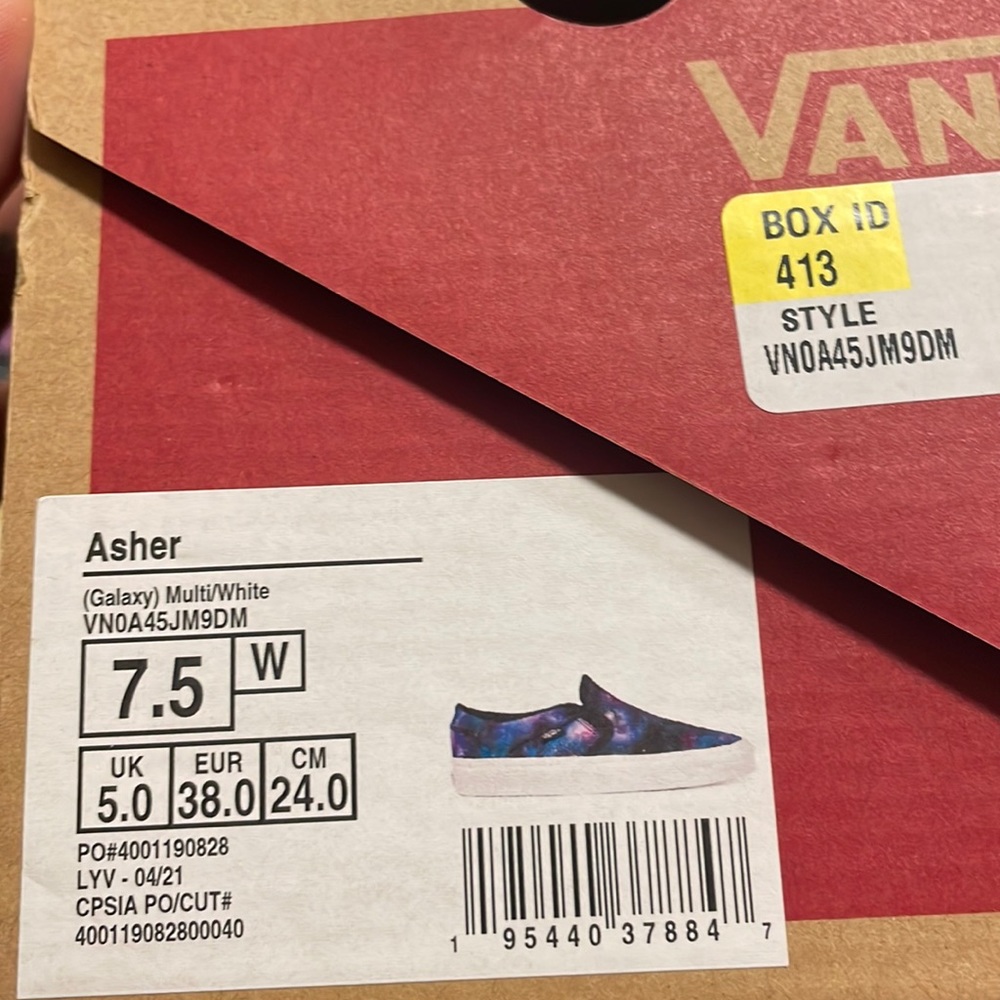 VAN
BOX ID
413
STYLE
VN0A45JM9DM
Asher
(Galaxy) Multi/White
VN0A45JM9DM
7.5 W
UK EUR CM
5.0 38.0 24.0
PO#4001190828
LYV - 04/21
CPSIA PO/CUT#
400119082800040
1 95440 37884 7